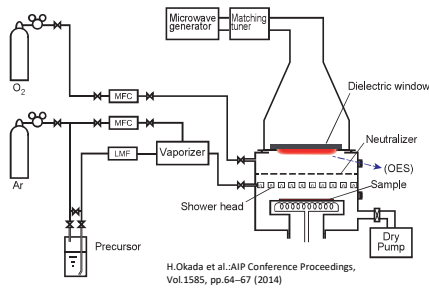 Microwave
generator
Matching
tuner
O2
MFC
Dielectric window
MFC
Neutralizer
Ar
LMF
Vaporizer
(OES)
Sample
Shower head
Precursor
Dry
Pump
H.Okada et al.:AIP Conference Proceedings,
Vol.1585, pp.64–67 (2014)